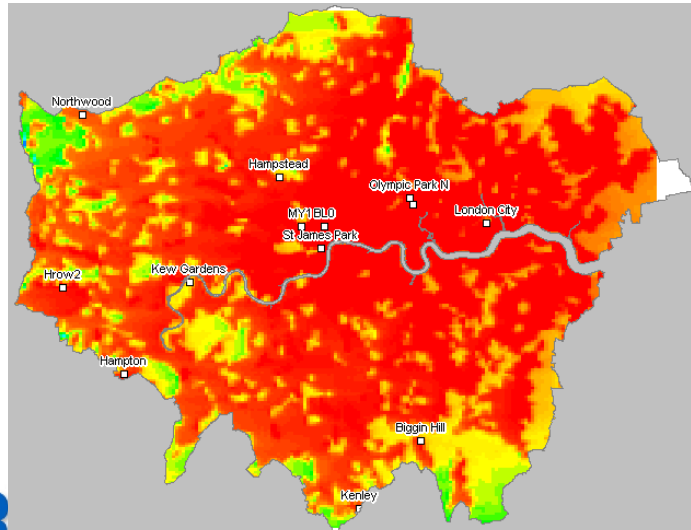 Northwood
Hampstead
Olympic Park N
MY1 BL0
London City
St James Park
Kew Gardens
Hrow2
Hampton
Biggin Hill
Kenley